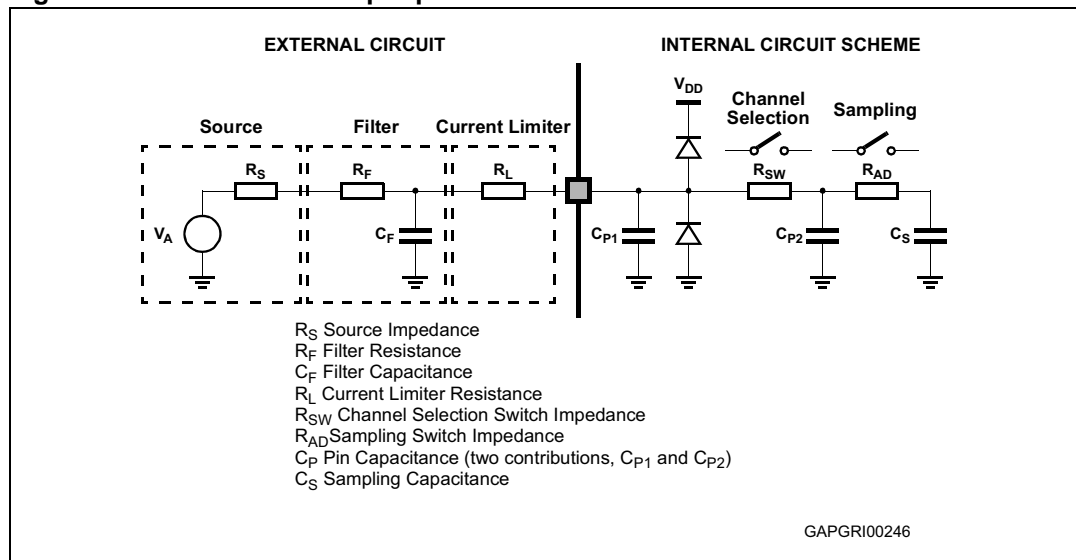 EXTERNAL CIRCUIT
INTERNAL CIRCUIT SCHEME
Source
Filter
Current Limiter
VDD
Channel
Selection
Sampling
RS
RF
RL
RSW
RAD
VA
CF
CP1
CP2
CS
RS Source Impedance
RF Filter Resistance
CF Filter Capacitance
RL Current Limiter Resistance
RSW Channel Selection Switch Impedance
RADSampling Switch Impedance
CP Pin Capacitance (two contributions, CP1 and CP2)
CS Sampling Capacitance
GAPGRI00246